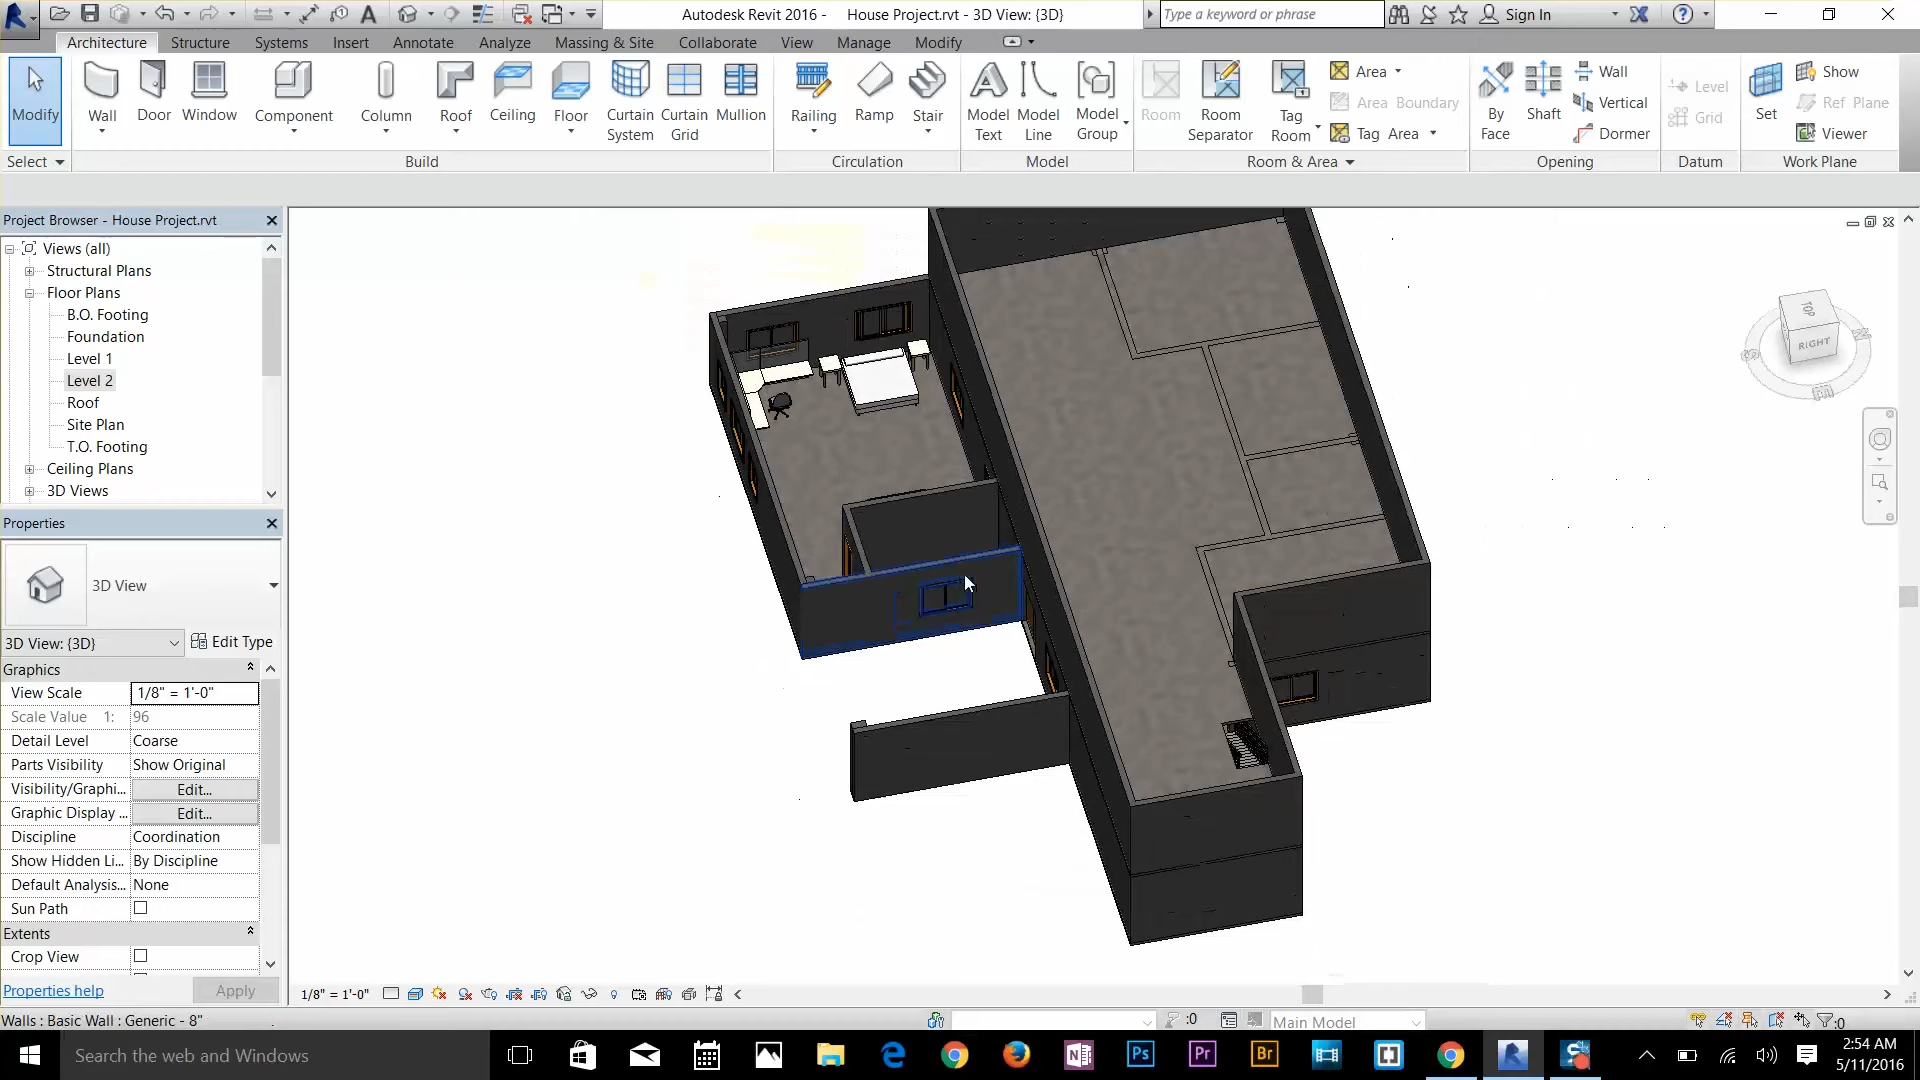 Autodesk Revit 2016 -     House Project.rvt - 3D View: {3D}
Type a keyword or phrase
Sign In
Architecture Structure Systems Insert Annotate Analyze Massing & Site Collaborate View Manage Modify
Modify
Wall
Door
Window
Component
Column
Roof
Ceiling
Floor
Curtain System
Curtain Grid
Mullion
Railing
Ramp
Stair
Model Text
Model Line
Model Group
Room
Room Separator
Tag Room
Area
Area Boundary
Tag Area
By Face
Shaft
Wall
Vertical
Dormer
Level
Grid
Set
Show
Ref Plane
Viewer
Select
Build
Circulation
Model
Room & Area
Opening
Datum
Work Plane
Project Browser - House Project.rvt
Views (all)
Structural Plans
Floor Plans
B.O. Footing
Foundation
Level 1
Level 2
Roof
Site Plan
T.O. Footing
Ceiling Plans
3D Views
TOP
RIGHT
Properties
3D View
3D View: {3D}
Edit Type
Graphics
View Scale 1/8" = 1'-0"
Scale Value 1: 96
Detail Level Coarse
Parts Visibility Show Original
Visibility/Graphi... Edit...
Graphic Display ... Edit...
Discipline Coordination
Show Hidden Li... By Discipline
Default Analysis... None
Sun Path
Extents
Crop View
Properties help
Apply
1/8" = 1'-0"
Walls : Basic Wall : Generic - 8"
:0
Main Model
:0
Search the web and Windows
2:54 AM
5/11/2016